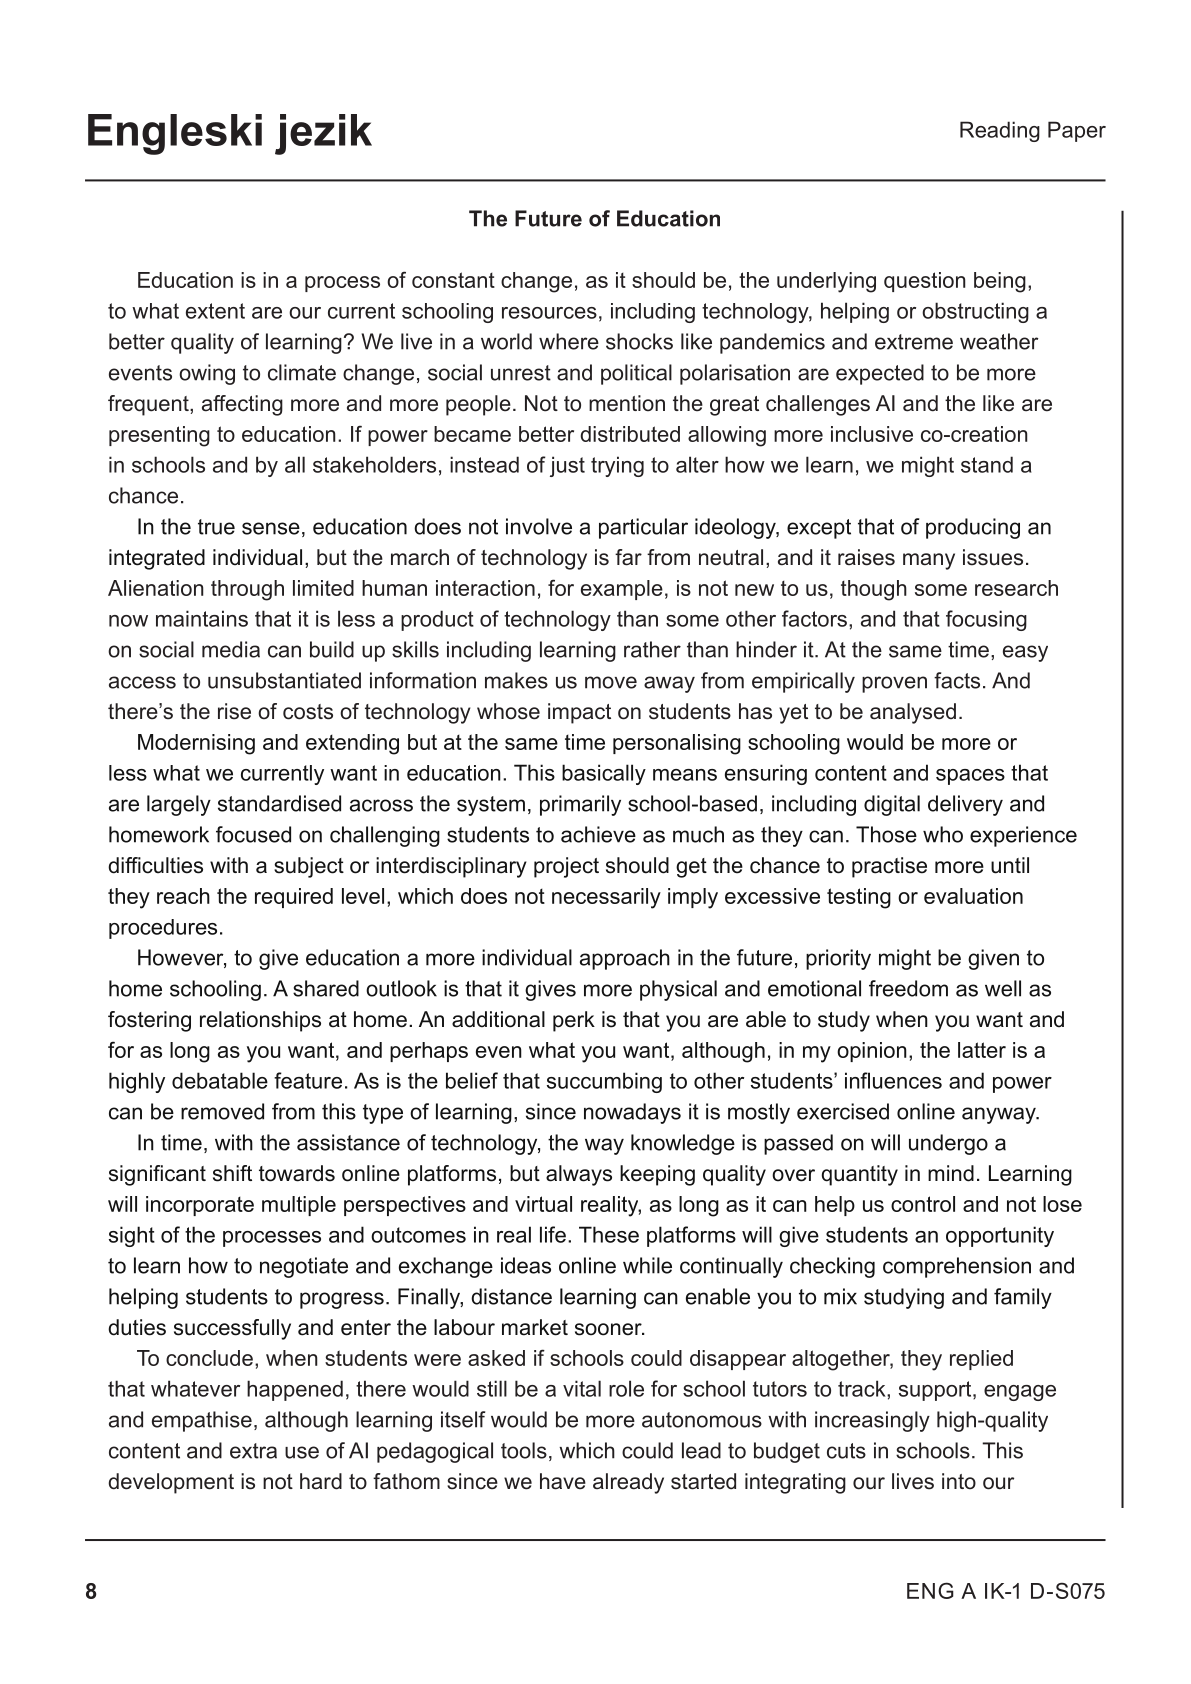 Engleski jezik
Reading Paper
The Future of Education
Education is in a process of constant change, as it should be, the underlying question being,
to what extent are our current schooling resources, including technology, helping or obstructing a
better quality of learning? We live in a world where shocks like pandemics and extreme weather
events owing to climate change, social unrest and political polarisation are expected to be more
frequent, affecting more and more people. Not to mention the great challenges AI and the like are
presenting to education. If power became better distributed allowing more inclusive co-creation
in schools and by all stakeholders, instead of just trying to alter how we learn, we might stand a
chance.
In the true sense, education does not involve a particular ideology, except that of producing an
integrated individual, but the march of technology is far from neutral, and it raises many issues.
Alienation through limited human interaction, for example, is not new to us, though some research
now maintains that it is less a product of technology than some other factors, and that focusing
on social media can build up skills including learning rather than hinder it. At the same time, easy
access to unsubstantiated information makes us move away from empirically proven facts. And
there’s the rise of costs of technology whose impact on students has yet to be analysed.
Modernising and extending but at the same time personalising schooling would be more or
less what we currently want in education. This basically means ensuring content and spaces that
are largely standardised across the system, primarily school-based, including digital delivery and
homework focused on challenging students to achieve as much as they can. Those who experience
difficulties with a subject or interdisciplinary project should get the chance to practise more until
they reach the required level, which does not necessarily imply excessive testing or evaluation
procedures.
However, to give education a more individual approach in the future, priority might be given to
home schooling. A shared outlook is that it gives more physical and emotional freedom as well as
fostering relationships at home. An additional perk is that you are able to study when you want and
for as long as you want, and perhaps even what you want, although, in my opinion, the latter is a
highly debatable feature. As is the belief that succumbing to other students’ influences and power
can be removed from this type of learning, since nowadays it is mostly exercised online anyway.
In time, with the assistance of technology, the way knowledge is passed on will undergo a
significant shift towards online platforms, but always keeping quality over quantity in mind. Learning
will incorporate multiple perspectives and virtual reality, as long as it can help us control and not lose
sight of the processes and outcomes in real life. These platforms will give students an opportunity
to learn how to negotiate and exchange ideas online while continually checking comprehension and
helping students to progress. Finally, distance learning can enable you to mix studying and family
duties successfully and enter the labour market sooner.
To conclude, when students were asked if schools could disappear altogether, they replied
that whatever happened, there would still be a vital role for school tutors to track, support, engage
and empathise, although learning itself would be more autonomous with increasingly high-quality
content and extra use of AI pedagogical tools, which could lead to budget cuts in schools. This
development is not hard to fathom since we have already started integrating our lives into our
8
ENG A IK-1 D-S075